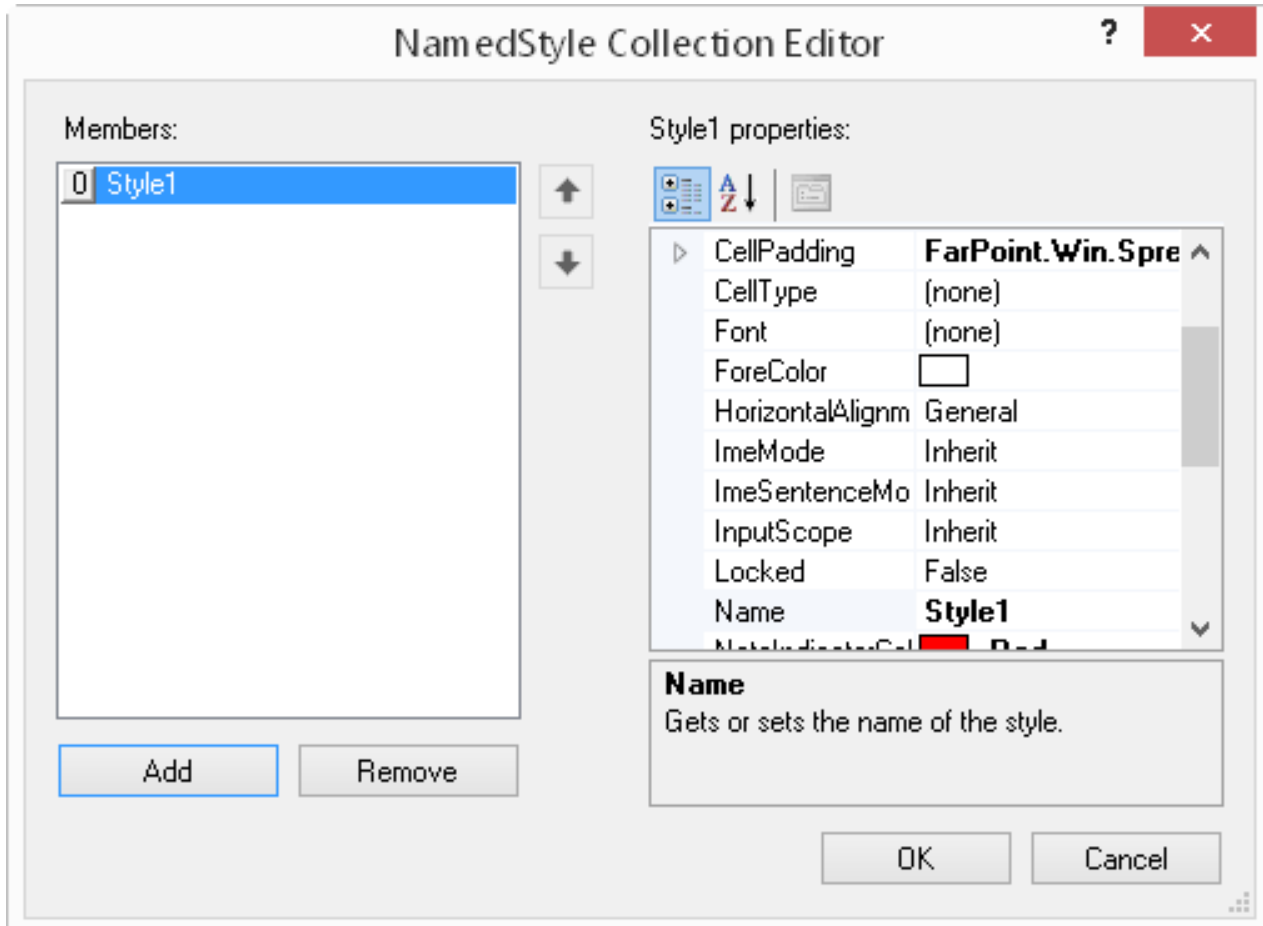 NamedStyle Collection Editor ?
Members:
0 Style1
Add Remove
Style1 properties:
A
Z
CellPadding FarPoint.Win.Spre
CellType (none)
Font (none)
ForeColor
HorizontalAlignm General
ImeMode Inherit
ImeSentenceMo Inherit
InputScope Inherit
Locked False
Name Style1
Red
Name
Gets or sets the name of the style.
OK Cancel